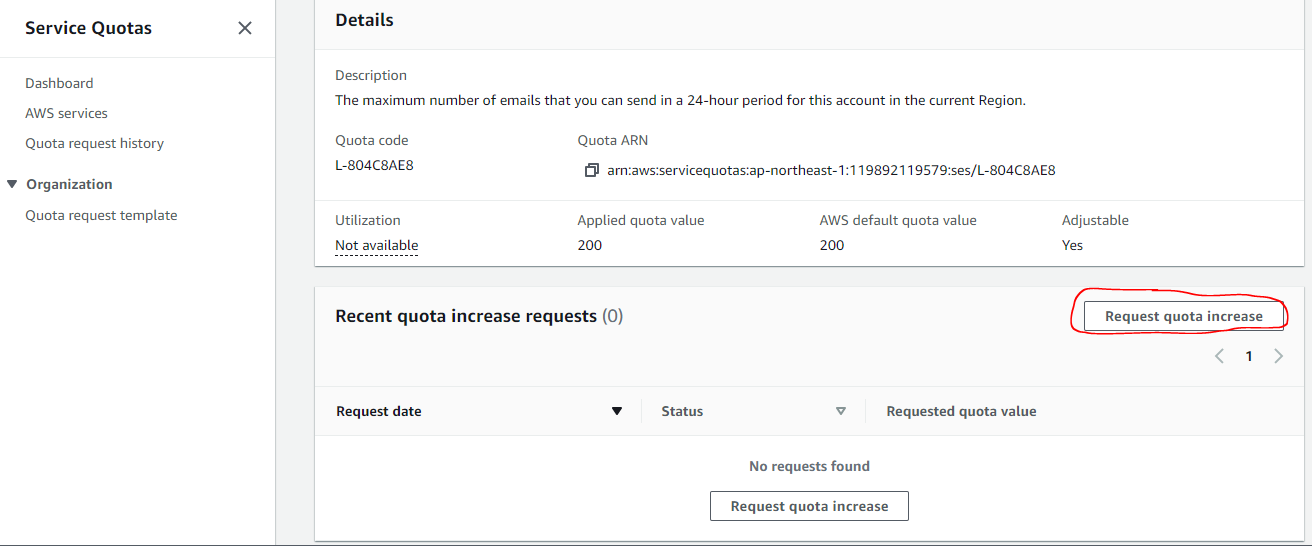 Service Quotas
Dashboard
AWS services
Quota request history
Organization
Quota request template
Details
Description
The maximum number of emails that you can send in a 24-hour period for this account in the current Region.
Quota code
L-804C8AE8
Quota ARN
arn:aws:servicequotas:ap-northeast-1:119892119579:ses/L-804C8AE8
Utilization
Not available
Applied quota value
200
AWS default quota value
200
Adjustable
Yes
Recent quota increase requests (0)
Request quota increase
1
Request date
Status
Requested quota value
No requests found
Request quota increase